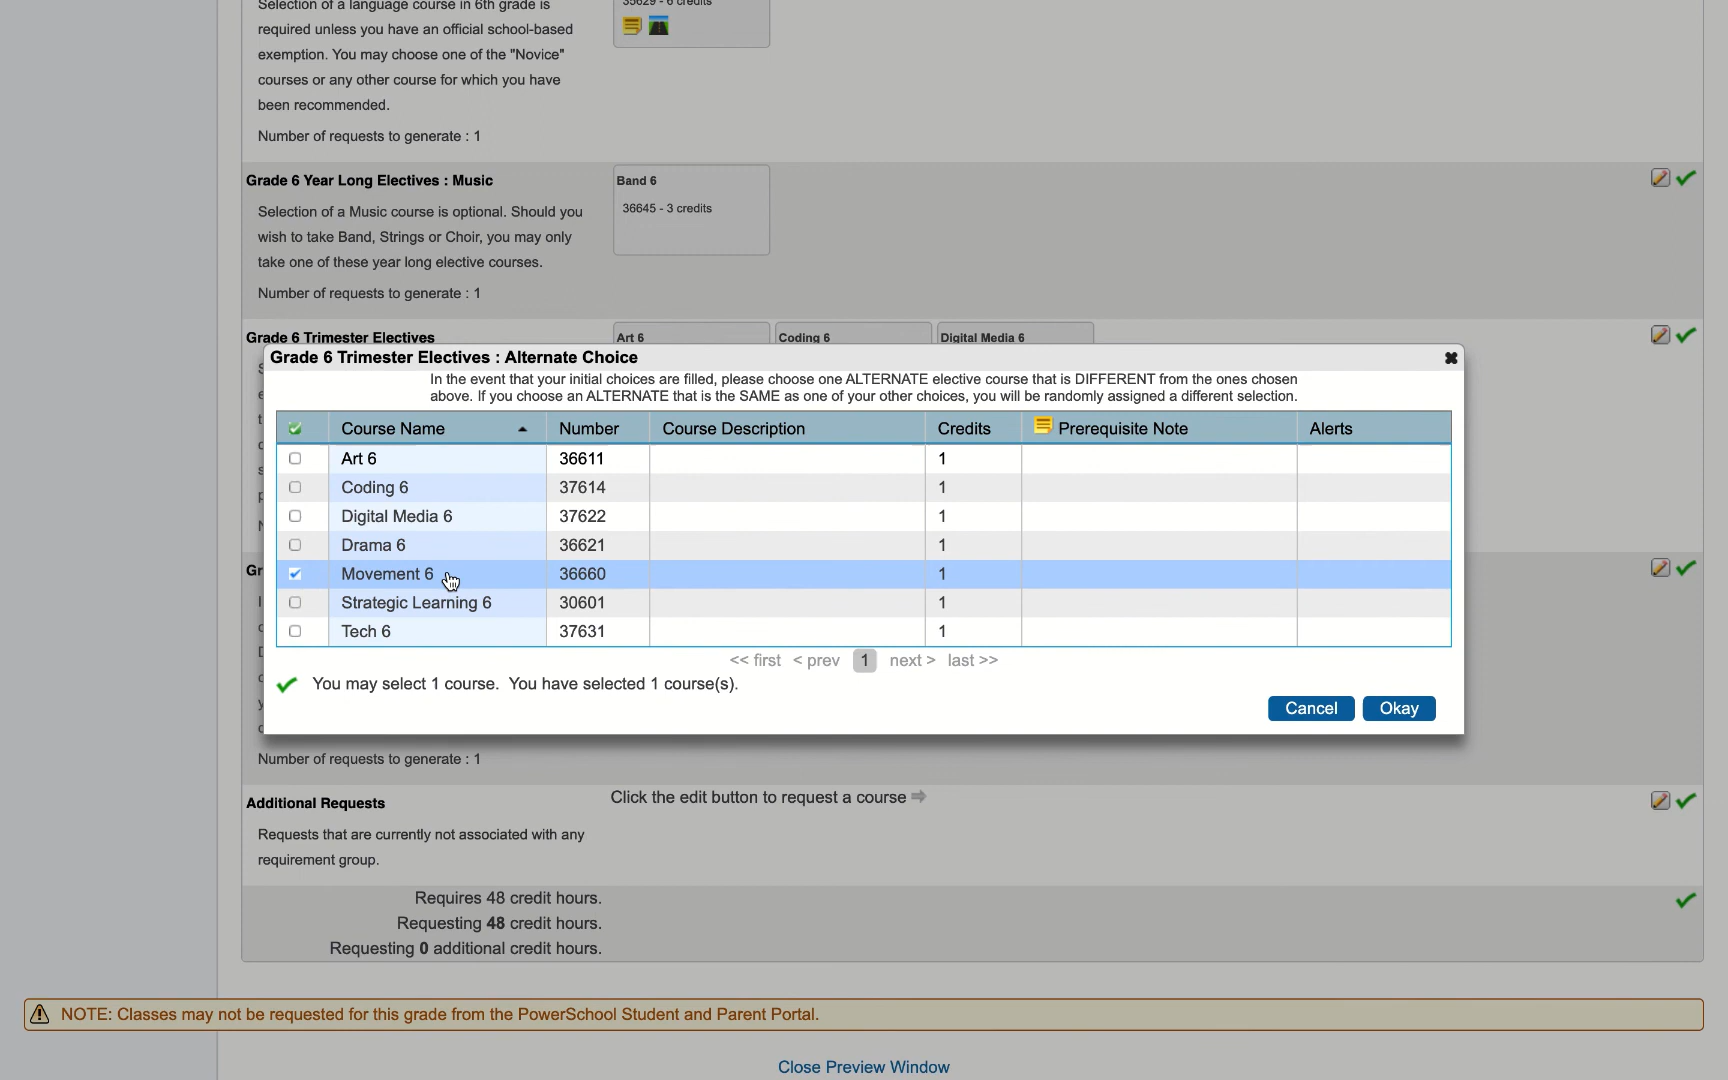 Selection of a language course in 6th grade is
required unless you have an official school-based
exemption. You may choose one of the "Novice"
courses or any other course for which you have
been recommended.
Number of requests to generate : 1
35629 - 6 credits
Grade 6 Year Long Electives : Music
Selection of a Music course is optional. Should you
wish to take Band, Strings or Choir, you may only
take one of these year long elective courses.
Number of requests to generate : 1
Band 6
36645 - 3 credits
Grade 6 Trimester Electives
Art 6
Coding 6
Digital Media 6
Grade 6 Trimester Electives : Alternate Choice
In the event that your initial choices are filled, please choose one ALTERNATE elective course that is DIFFERENT from the ones chosen
above. If you choose an ALTERNATE that is the SAME as one of your other choices, you will be randomly assigned a different selection.
Course Name Number Course Description Credits Prerequisite Note Alerts
Art 6 36611 1
Coding 6 37614 1
Digital Media 6 37622 1
Drama 6 36621 1
Movement 6 36660 1
Strategic Learning 6 30601 1
Tech 6 37631 1
<< first < prev 1 next > last >>
You may select 1 course. You have selected 1 course(s).
Cancel Okay
Gr
Number of requests to generate : 1
Additional Requests
Click the edit button to request a course
Requests that are currently not associated with any
requirement group.
Requires 48 credit hours.
Requesting 48 credit hours.
Requesting 0 additional credit hours.
NOTE: Classes may not be requested for this grade from the PowerSchool Student and Parent Portal.
Close Preview Window